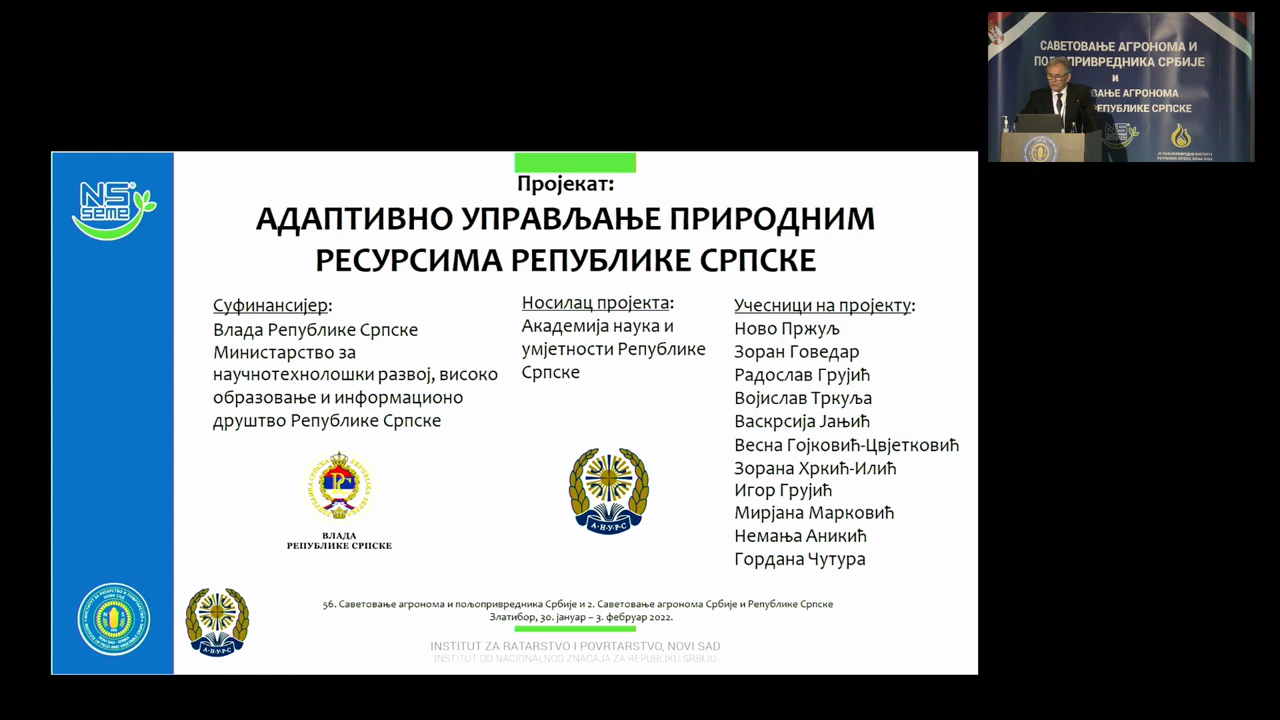 САВЕТОВАЊЕ АГРОНОМА И
ПОЉОПРИВРЕДНИКА СРБИЈЕ
и
ВАЊЕ АГРОНОМА
РЕПУБЛИКЕ СРПСКЕ
NS
seme
Пројекат:
АДАПТИВНО УПРАВЉАЊЕ ПРИРОДНИМ
РЕСУРСИМА РЕПУБЛИКЕ СРПСКЕ
Суфинансијер:
Влада Републике Српске
Министарство за
научнотехнолошки развој, високо
образовање и информационо
друштво Републике Српске
ВЛАДА
РЕПУБЛИКЕ СРПСКЕ
Носилац пројекта:
Академија наука и
умјетности Републике
Српске
А·Н·У·Р·С
Учесници на пројекту:
Ново Пржуљ
Зоран Говедар
Радослав Грујић
Војислав Тркуља
Васкрсија Јањић
Весна Гојковић-Цвјетковић
Зорана Хркић-Илић
Игор Грујић
Мирјана Марковић
Немања Аникић
Гордана Чутура
А·Н·У·Р·С
56. Саветовање агронома и пољопривредника Србије и 2. Саветовање агронома Србије и Републике Српске
Златибор, 30. јануар – 3. фебруар 2022.
INSTITUT ZA RATARSTVO I POVRTARSTVO, NOVI SAD
INSTITUT OD NACIONALNOG ZNAČAJA ZA REPUBLIKU SRBIJU